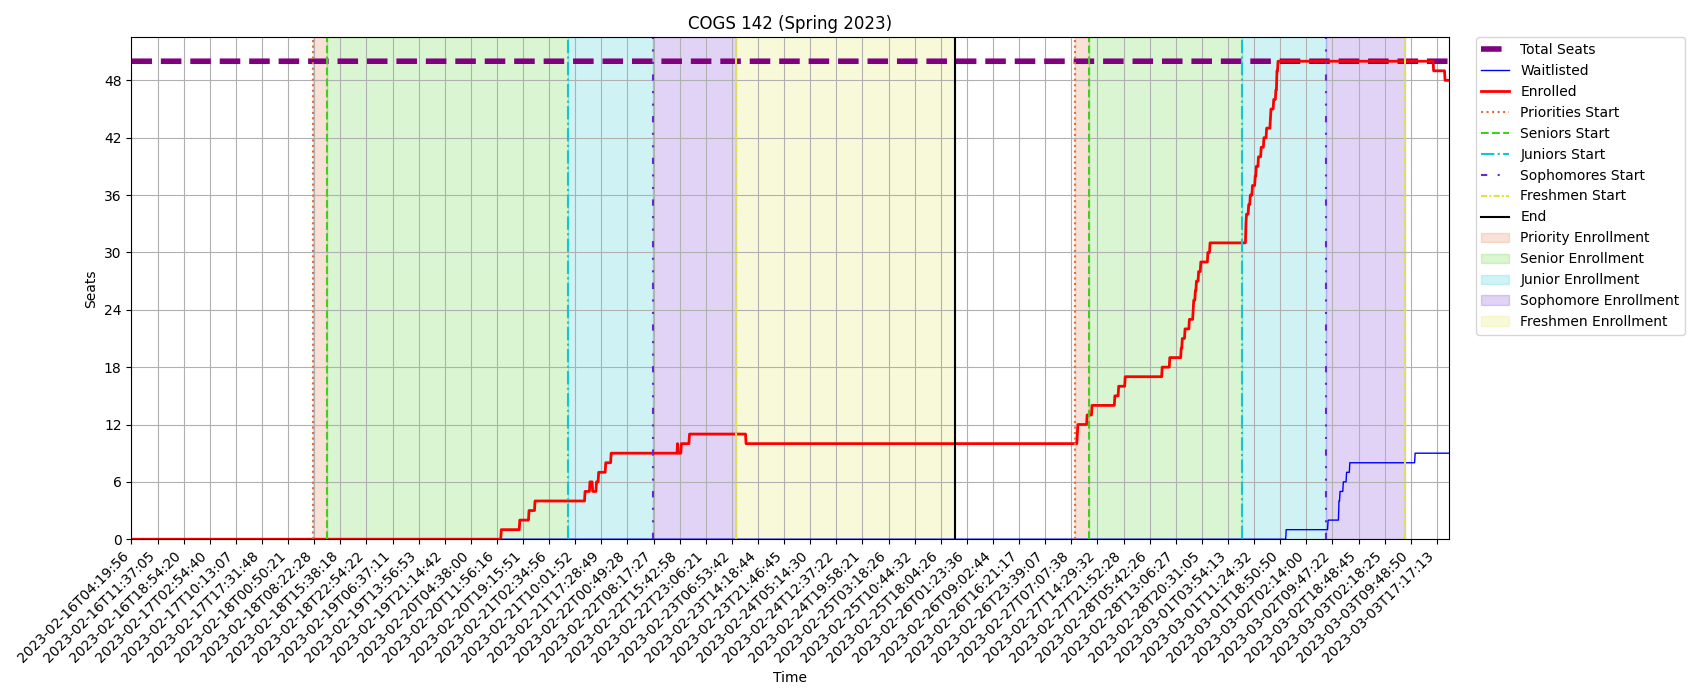 COGS 142 (Spring 2023)
Total Seats
Waitlisted
Enrolled
Priorities Start
Seniors Start
Juniors Start
Sophomores Start
Freshmen Start
End
Priority Enrollment
Senior Enrollment
Junior Enrollment
Sophomore Enrollment
Freshmen Enrollment
Seats
48
42
36
30
24
18
12
6
0
2023-02-16T04:19:56
2023-02-16T11:37:05
2023-02-16T18:54:20
2023-02-17T02:54:40
2023-02-17T10:13:07
2023-02-17T17:31:48
2023-02-18T00:50:21
2023-02-18T08:22:28
2023-02-18T15:38:18
2023-02-18T22:54:22
2023-02-19T06:37:11
2023-02-19T13:56:53
2023-02-19T21:14:42
2023-02-20T04:38:00
2023-02-20T11:56:16
2023-02-20T19:15:51
2023-02-21T02:34:56
2023-02-21T10:01:52
2023-02-21T17:28:49
2023-02-22T00:49:28
2023-02-22T08:17:27
2023-02-22T15:42:58
2023-02-22T23:06:21
2023-02-23T06:53:42
2023-02-23T14:18:44
2023-02-23T21:46:45
2023-02-24T05:14:30
2023-02-24T12:37:22
2023-02-24T19:58:21
2023-02-25T03:18:26
2023-02-25T10:44:32
2023-02-25T18:04:26
2023-02-26T01:23:36
2023-02-26T09:02:44
2023-02-26T16:21:17
2023-02-26T23:39:07
2023-02-27T07:07:38
2023-02-27T14:29:32
2023-02-27T21:52:28
2023-02-28T05:42:26
2023-02-28T13:06:27
2023-02-28T20:31:05
2023-03-01T03:54:13
2023-03-01T11:24:32
2023-03-01T18:50:50
2023-03-02T02:14:00
2023-03-02T09:47:22
2023-03-02T18:48:45
2023-03-03T02:18:25
2023-03-03T09:48:50
2023-03-03T17:17:13
Time